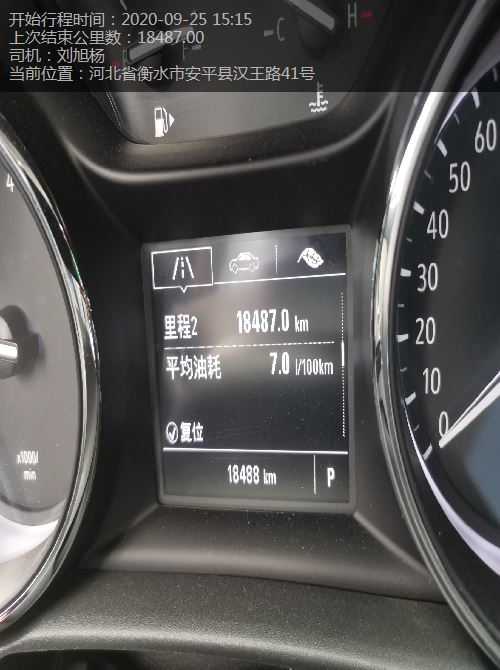 开始行程时间：2020-09-25 15:15
上次结束公里数：18487.00
司机：刘旭杨
当前位置：河北省衡水市安平县汉王路41号
F
C
H
4
60
50
40
30
20
10
0
里程2 18487.0 km
平均油耗 7.0 l/100km
复位
18488 km P
x1000/
min